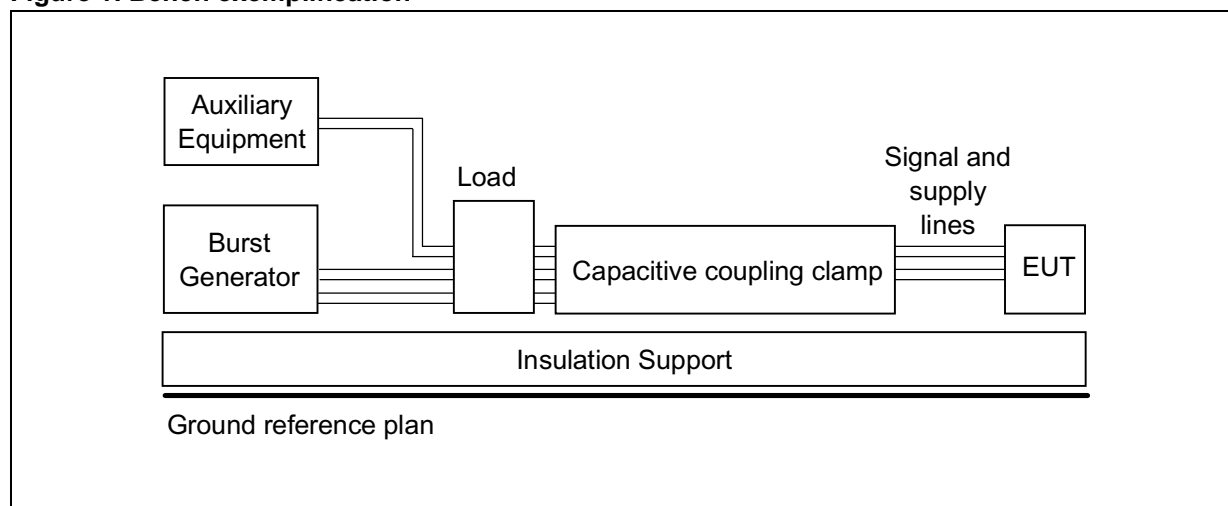 Figure 1. Bench exemplification
Auxiliary
Equipment
Load
Signal and
supply
lines
Burst
Generator
Capacitive coupling clamp
EUT
Insulation Support
Ground reference plan